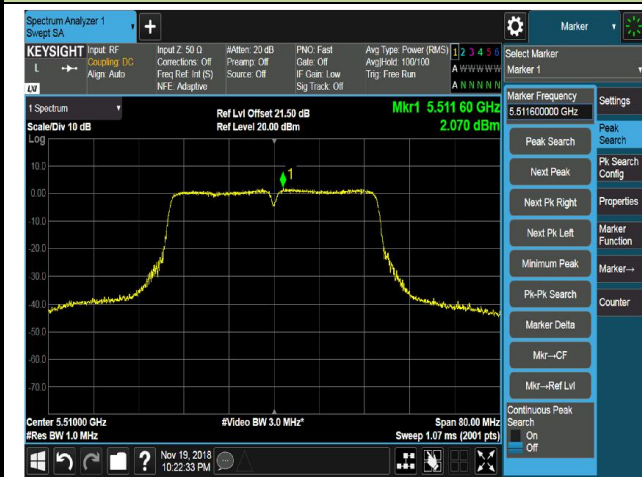 Spectrum Analyzer 1
Swept SA
+
Marker
KEYSIGHT
L
LXI
Input: RF
Coupling: DC
Align: Auto
Input Z: 50 Ω
Corrections: Off
Freq Ref: Int (S)
NFE: Adaptive
#Atten: 20 dB
Preamp: Off
Source: Off
PNO: Fast
Gate: Off
IF Gain: Low
Sig Track: Off
Avg Type: Power (RMS)
Avg|Hold: 100/100
Trig: Free Run
1 2 3 4 5 6
A W W W W W
A N N N N N
Select Marker
Marker 1
1 Spectrum
Scale/Div 10 dB
Log
Ref Lvl Offset 21.50 dB
Ref Level 20.00 dBm
Mkr1 5.511 60 GHz
2.070 dBm
1
10.0
0.00
-10.0
-20.0
-30.0
-40.0
-50.0
-60.0
-70.0
Center 5.51000 GHz
#Res BW 1.0 MHz
#Video BW 3.0 MHz*
Span 80.00 MHz
Sweep 1.07 ms (2001 pts)
Marker Frequency
5.511600000 GHz
Peak Search
Next Peak
Next Pk Right
Next Pk Left
Minimum Peak
Pk-Pk Search
Marker Delta
Mkr→CF
Mkr→Ref Lvl
Continuous Peak
Search
On
Off
Settings
Peak
Search
Pk Search
Config
Properties
Marker
Function
Marker→
Counter
?
Nov 19, 2018
10:22:33 PM